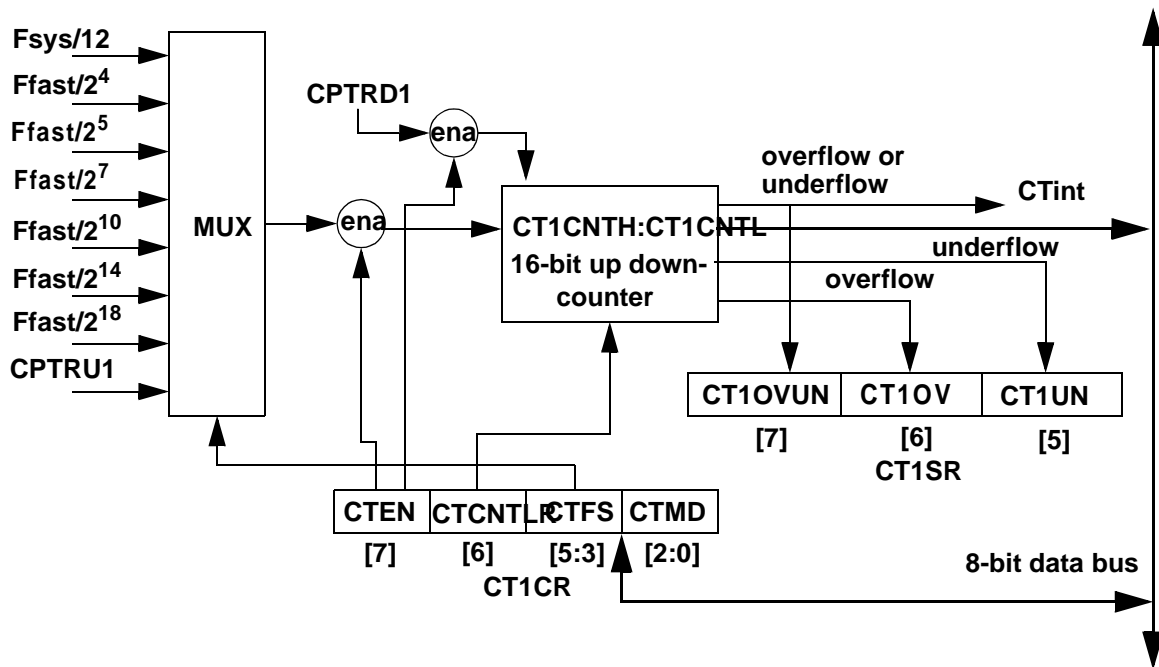 Fsys/12
Ffast/2^4
Ffast/2^5
Ffast/2^7
Ffast/2^10
Ffast/2^14
Ffast/2^18
CPTRU1
MUX
CPTRD1
ena
ena
CT1CNTH:CT1CNTL
16-bit up down-
counter
overflow or
underflow
CTint
underflow
overflow
CT1OVUN CT1OV CT1UN
[7] [6] [5]
CT1SR
CTEN CTCNTLR CTFS CTMD
[7] [6] [5:3] [2:0]
CT1CR
8-bit data bus